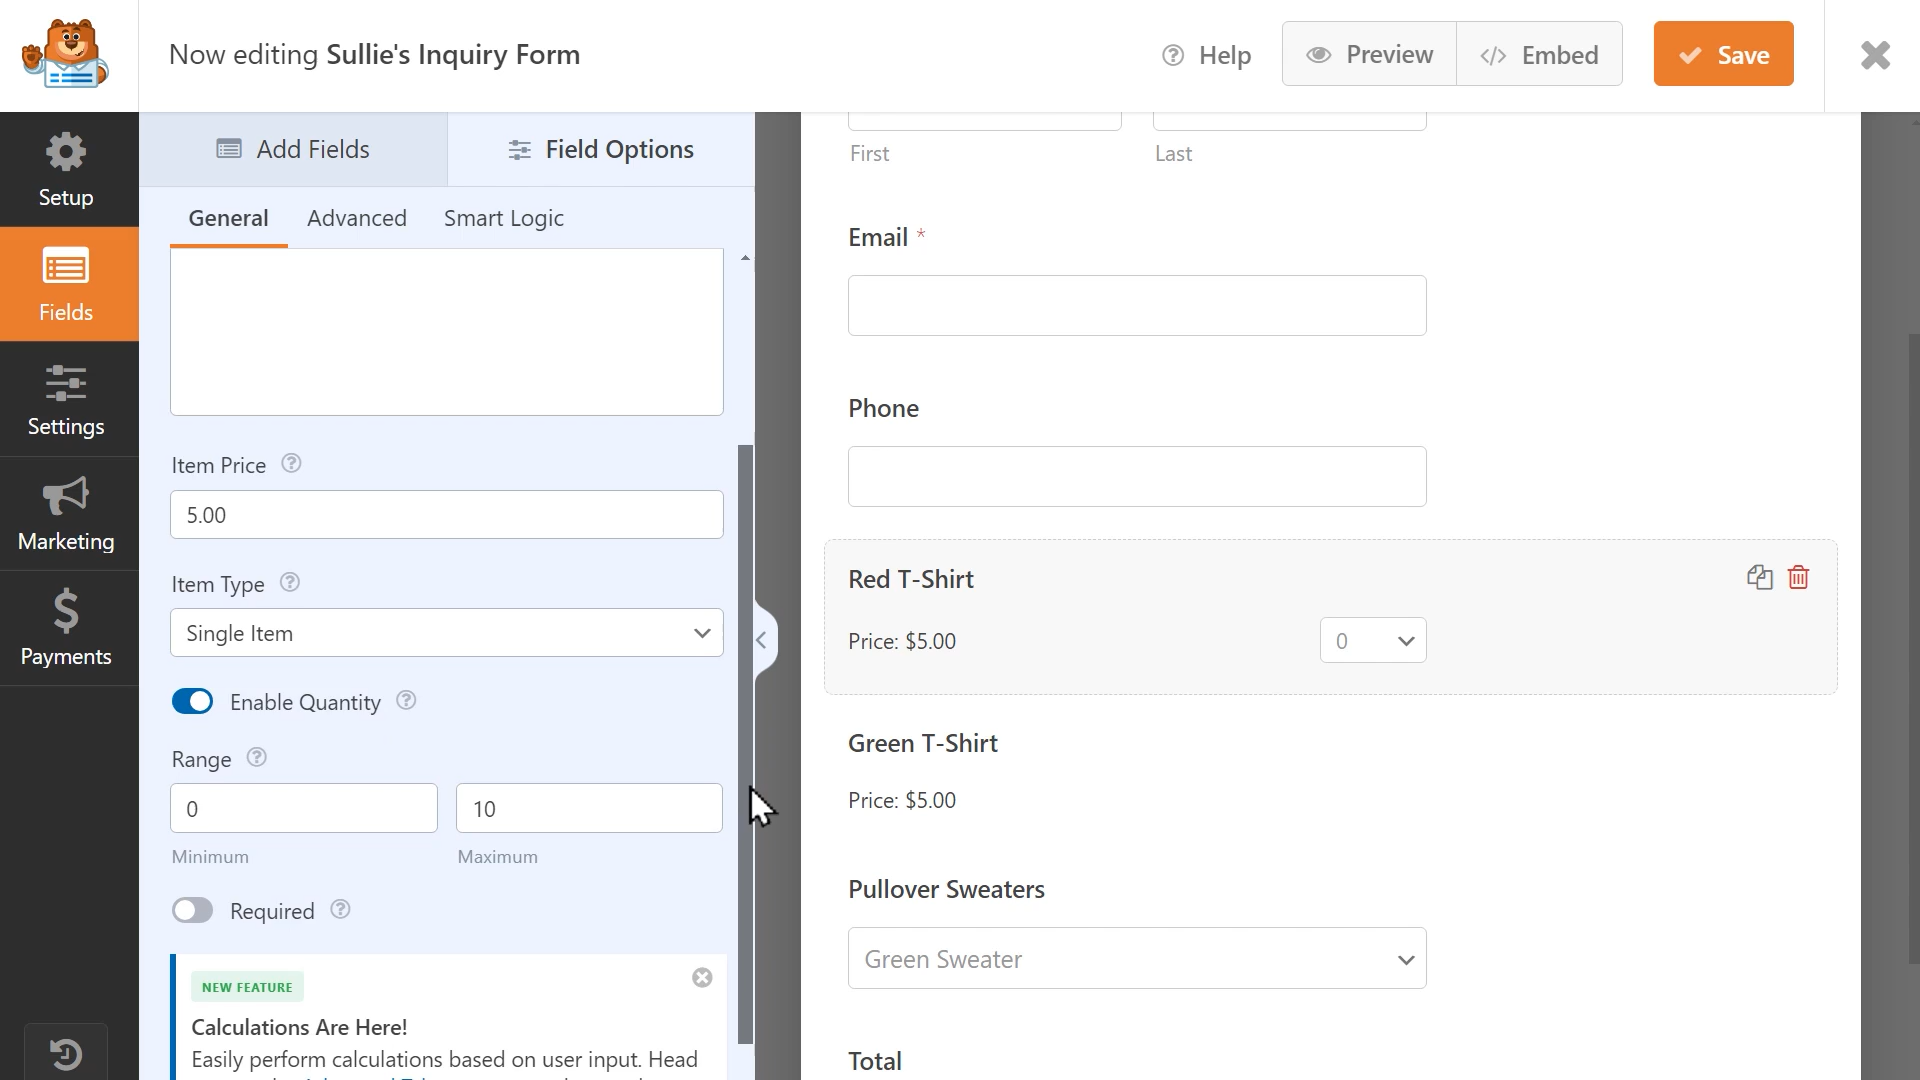 Now editing Sullie's Inquiry Form
Help
Preview
</> Embed
Save
Setup
Fields
Settings
Marketing
Payments
Add Fields
Field Options
General
Advanced
Smart Logic
Item Price
5.00
Item Type
Single Item
Enable Quantity
Range
0
10
Minimum
Maximum
Required
NEW FEATURE
Calculations Are Here!
Easily perform calculations based on user input. Head
First
Last
Email *
Phone
Red T-Shirt
Price: $5.00
0
Green T-Shirt
Price: $5.00
Pullover Sweaters
Green Sweater
Total